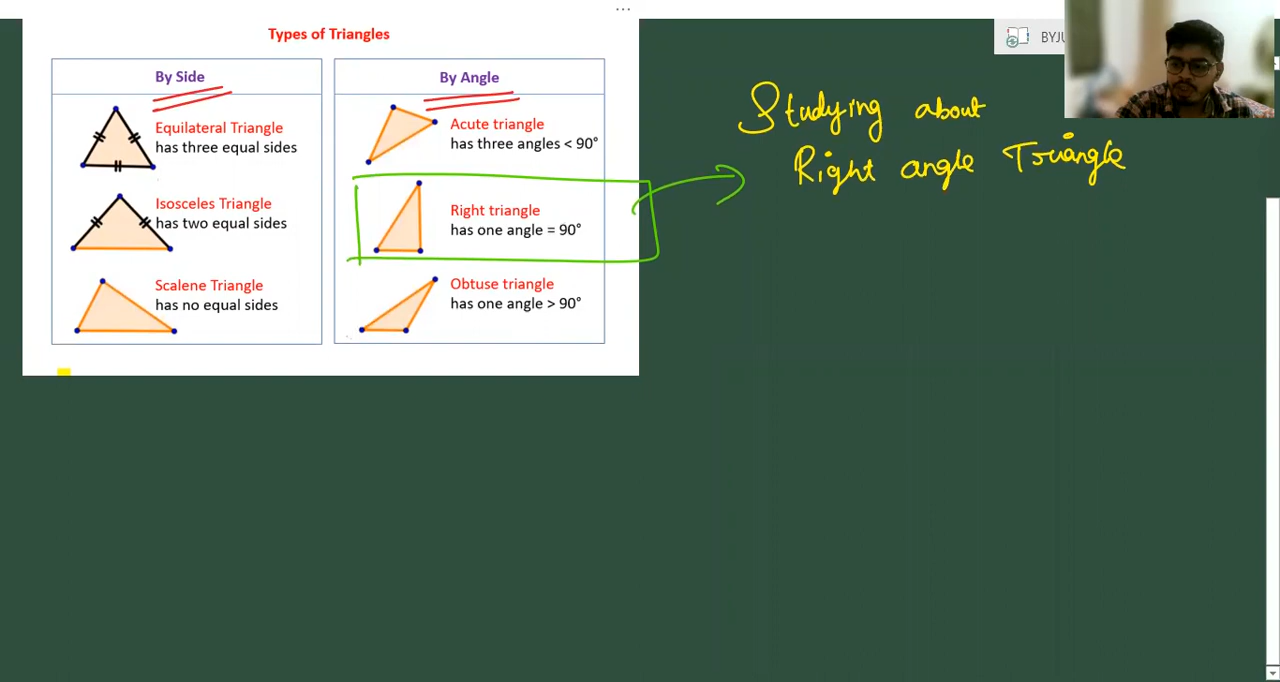 Types of Triangles
By Side
Equilateral Triangle
has three equal sides
Isosceles Triangle
has two equal sides
Scalene Triangle
has no equal sides
By Angle
Acute triangle
has three angles < 90°
Right triangle
has one angle = 90°
Obtuse triangle
has one angle > 90°
Studying about
Right angle Triangle